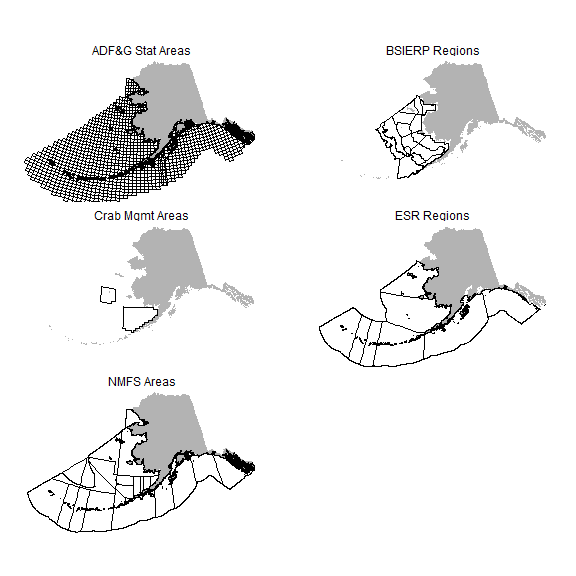 ADF&G Stat Areas
BSIERP Regions
Crab Mgmt Areas
ESR Regions
NMFS Areas